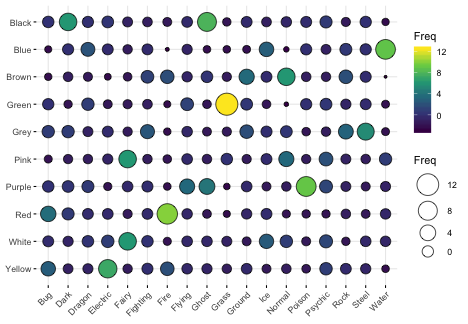 Black
Blue
Brown
Green
Grey
Pink
Purple
Red
White
Yellow
Bug
Dark
Dragon
Electric
Fairy
Fighting
Fire
Flying
Ghost
Grass
Ground
Ice
Normal
Poison
Psychic
Rock
Steel
Water
Freq
12
8
4
0
Freq
12
8
4
0